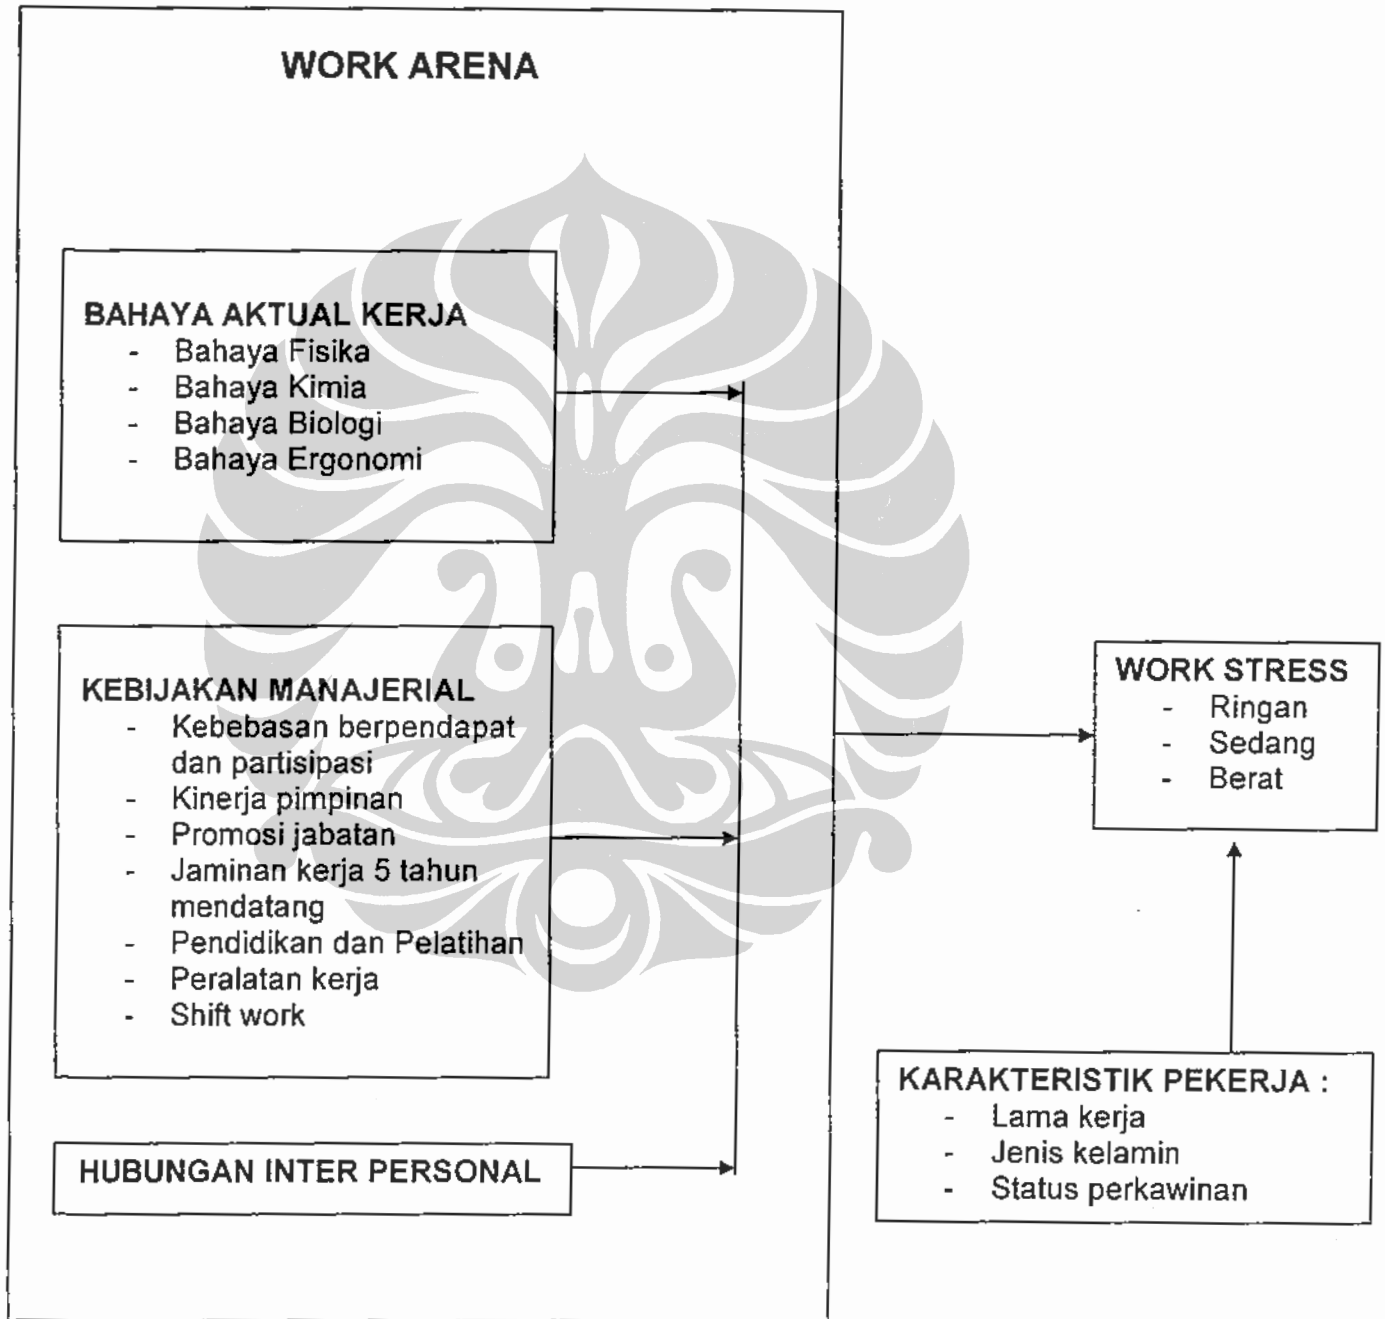 WORK ARENA
BAHAYA AKTUAL KERJA
- Bahaya Fisika
- Bahaya Kimia
- Bahaya Biologi
- Bahaya Ergonomi
KEBIJAKAN MANAJERIAL
- Kebebasan berpendapat
dan partisipasi
- Kinerja pimpinan
- Promosi jabatan
- Jaminan kerja 5 tahun
mendatang
- Pendidikan dan Pelatihan
- Peralatan kerja
- Shift work
HUBUNGAN INTER PERSONAL
WORK STRESS
- Ringan
- Sedang
- Berat
KARAKTERISTIK PEKERJA :
- Lama kerja
- Jenis kelamin
- Status perkawinan